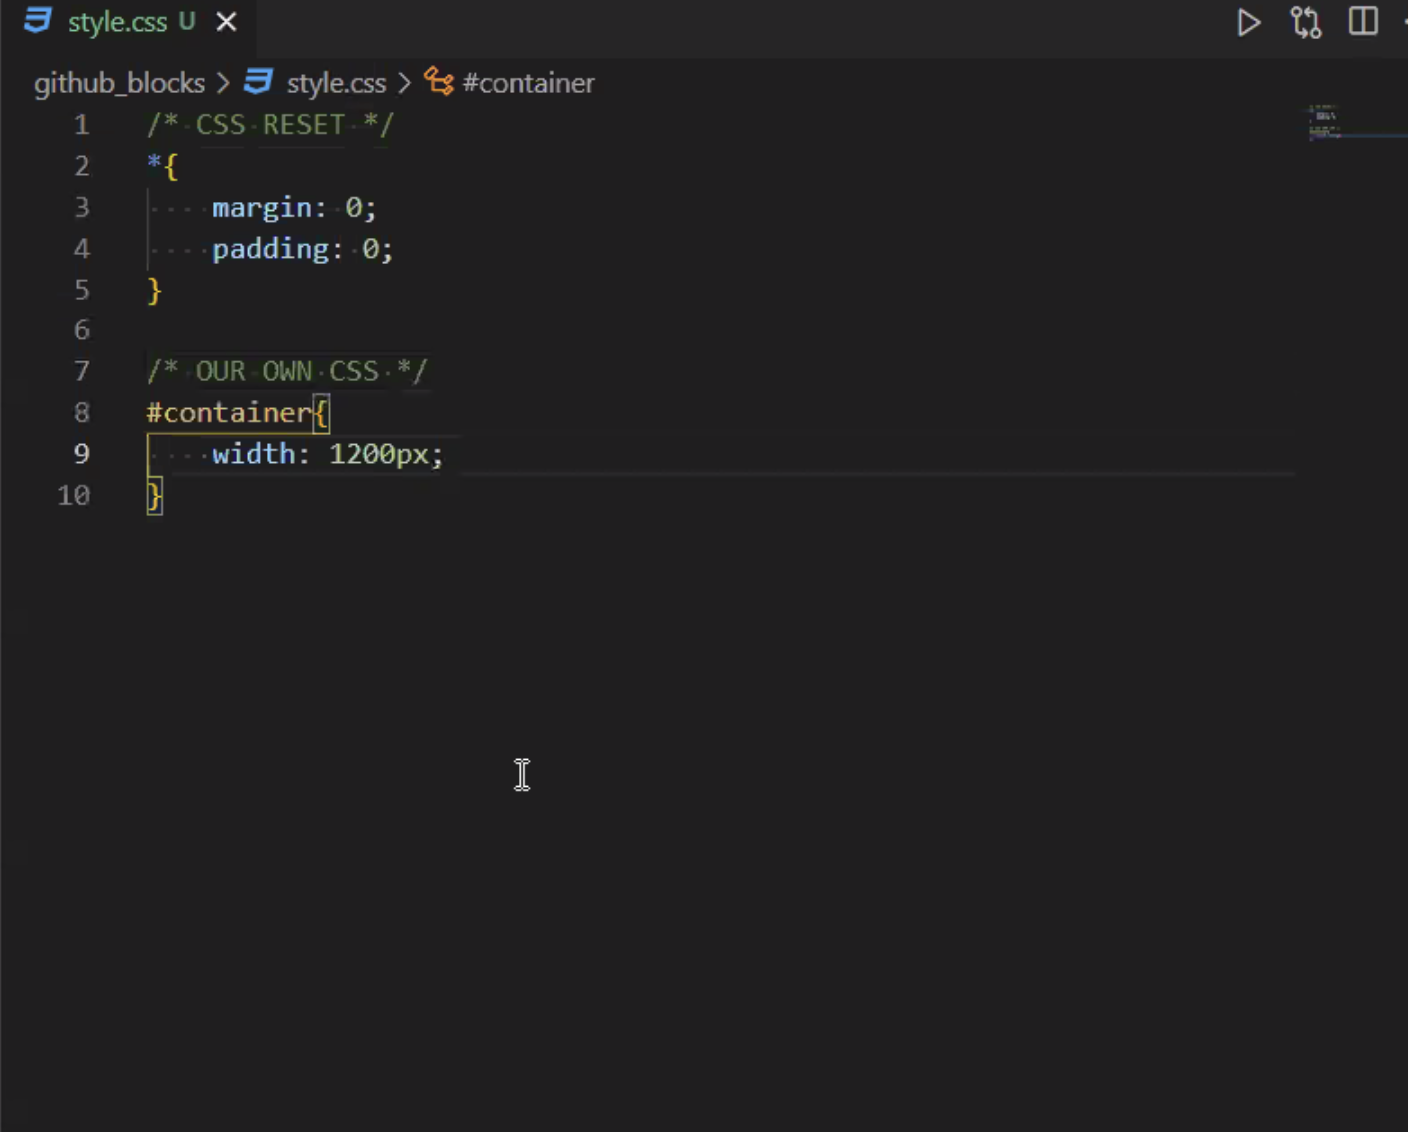 style.css U
github_blocks > style.css > #container
1 /* CSS RESET */
2 *{
3     margin: 0;
4     padding: 0;
5 }
6
7 /* OUR OWN CSS */
8 #container{
9     width: 1200px;
10 }